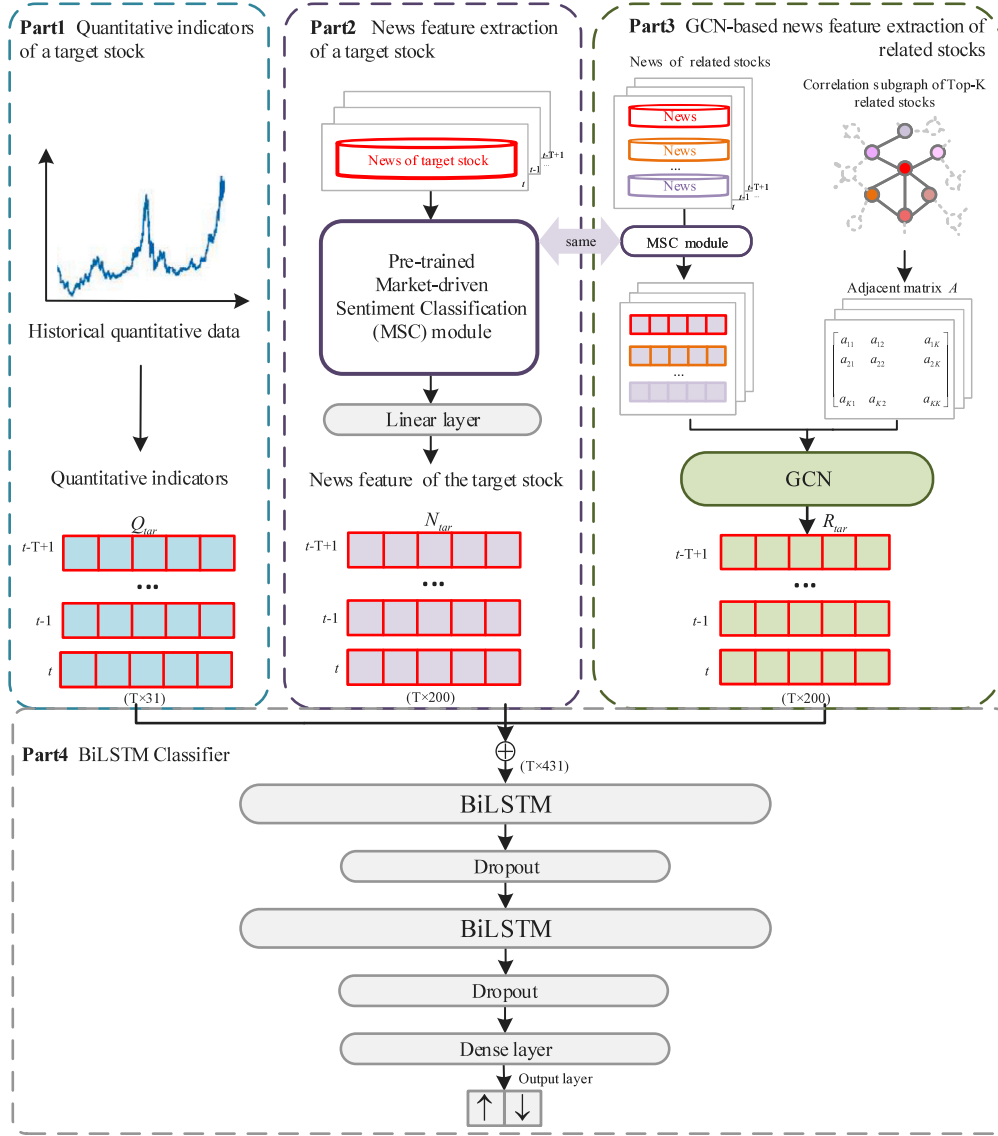 Part1 Quantitative indicators
of a target stock
Historical quantitative data
Quantitative indicators
Q_tar
t-T+1
...
t-1
t
(T×31)
Part2 News feature extraction
of a target stock
News of target stock
t-T+1
...
t-1
t
Pre-trained
Market-driven
Sentiment Classification
(MSC) module
Linear layer
News feature of the target stock
N_tar
t-T+1
...
t-1
t
(T×200)
same
Part3 GCN-based news feature extraction of
related stocks
News of related stocks
News
News
...
News
t-T+1
...
t-1
t
MSC module
...
Correlation subgraph of Top-K
related stocks
Adjacent matrix A
a11 a12 a1K
a21 a22 a2K
aK1 aK2 aKK
GCN
R_tar
t-T+1
...
t-1
t
(T×200)
Part4 BiLSTM Classifier
(T×431)
BiLSTM
Dropout
BiLSTM
Dropout
Dense layer
Output layer
↑ ↓